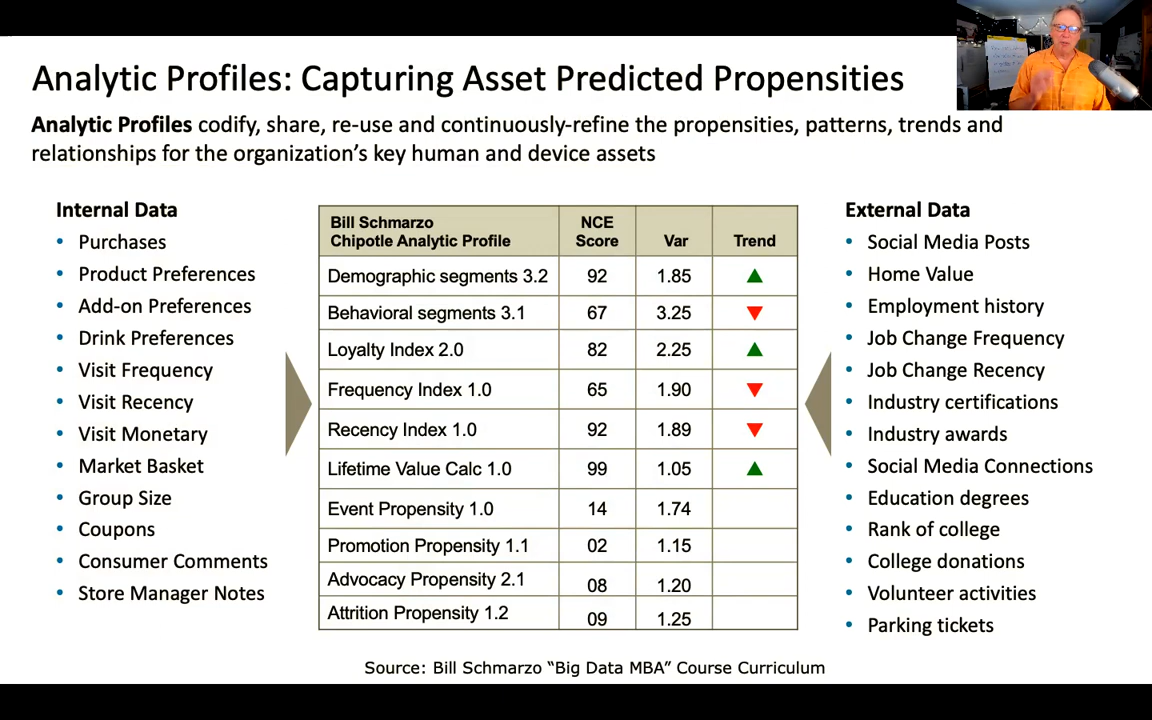 Analytic Profiles: Capturing Asset Predicted Propensities
Analytic Profiles codify, share, re-use and continuously-refine the propensities, patterns, trends and
relationships for the organization's key human and device assets
Internal Data
• Purchases
• Product Preferences
• Add-on Preferences
• Drink Preferences
• Visit Frequency
• Visit Recency
• Visit Monetary
• Market Basket
• Group Size
• Coupons
• Consumer Comments
• Store Manager Notes
Bill Schmarzo
Chipotle Analytic Profile NCE Score Var Trend
Demographic segments 3.2 92 1.85 ▲
Behavioral segments 3.1 67 3.25 ▼
Loyalty Index 2.0 82 2.25 ▲
Frequency Index 1.0 65 1.90 ▼
Recency Index 1.0 92 1.89 ▼
Lifetime Value Calc 1.0 99 1.05 ▲
Event Propensity 1.0 14 1.74
Promotion Propensity 1.1 02 1.15
Advocacy Propensity 2.1 08 1.20
Attrition Propensity 1.2 09 1.25
External Data
• Social Media Posts
• Home Value
• Employment history
• Job Change Frequency
• Job Change Recency
• Industry certifications
• Industry awards
• Social Media Connections
• Education degrees
• Rank of college
• College donations
• Volunteer activities
• Parking tickets
Source: Bill Schmarzo "Big Data MBA" Course Curriculum